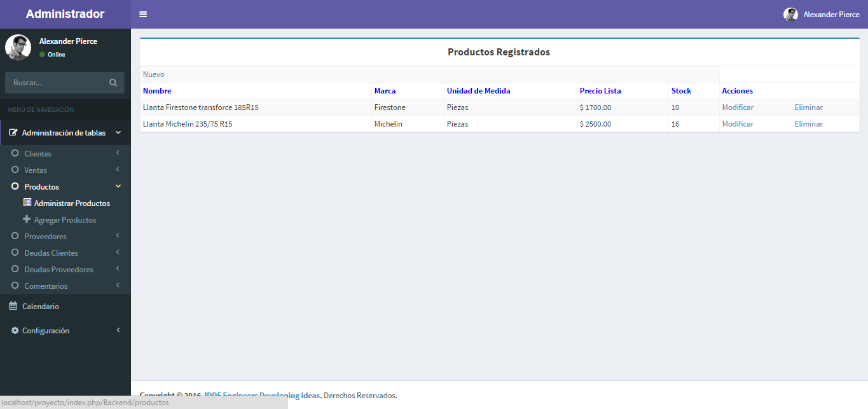 Administrador
Alexander Pierce
Alexander Pierce
Online
Buscar...
MENÚ DE NAVEGACIÓN
Administración de tablas
Clientes
Ventas
Productos
Administrar Productos
Agregar Productos
Proveedores
Deudas Clientes
Deudas Proveedores
Comentarios
Calendario
Configuración
Productos Registrados
Nuevo
Nombre Marca Unidad de Medida Precio Lista Stock Acciones
Llanta Firestone transforce 185R15 Firestone Piezas $ 1700.00 10 Modificar Eliminar
Llanta Michelin 235/75 R15 Michelin Piezas $ 2500.00 16 Modificar Eliminar
Copyright © 2016 JDDF Engineers Developing ideas. Derechos Reservados.
localhost/proyecto/index.php/Backend/productos